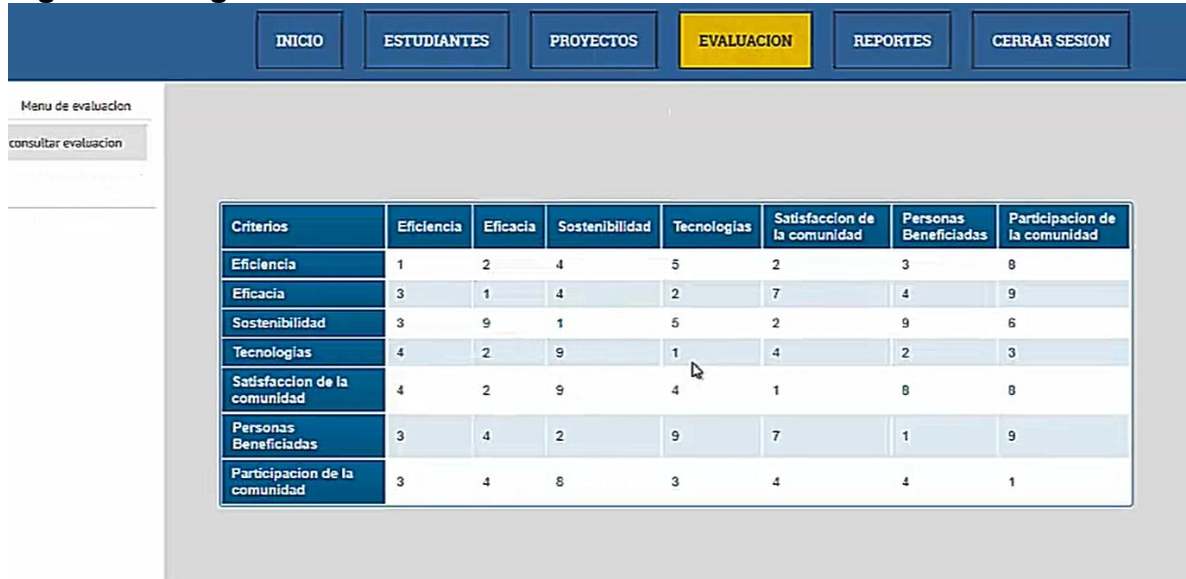 INICIO ESTUDIANTES PROYECTOS EVALUACION REPORTES CERRAR SESION
Menu de evaluacion
consultar evaluacion
Criterios Eficiencia Eficacia Sostenibilidad Tecnologias Satisfaccion de la comunidad Personas Beneficiadas Participacion de la comunidad
Eficiencia 1 2 4 5 2 3 8
Eficacia 3 1 4 2 7 4 9
Sostenibilidad 3 9 1 5 2 9 6
Tecnologias 4 2 9 1 4 2 3
Satisfaccion de la comunidad 4 2 9 4 1 8 8
Personas Beneficiadas 3 4 2 9 7 1 9
Participacion de la comunidad 3 4 8 3 4 4 1